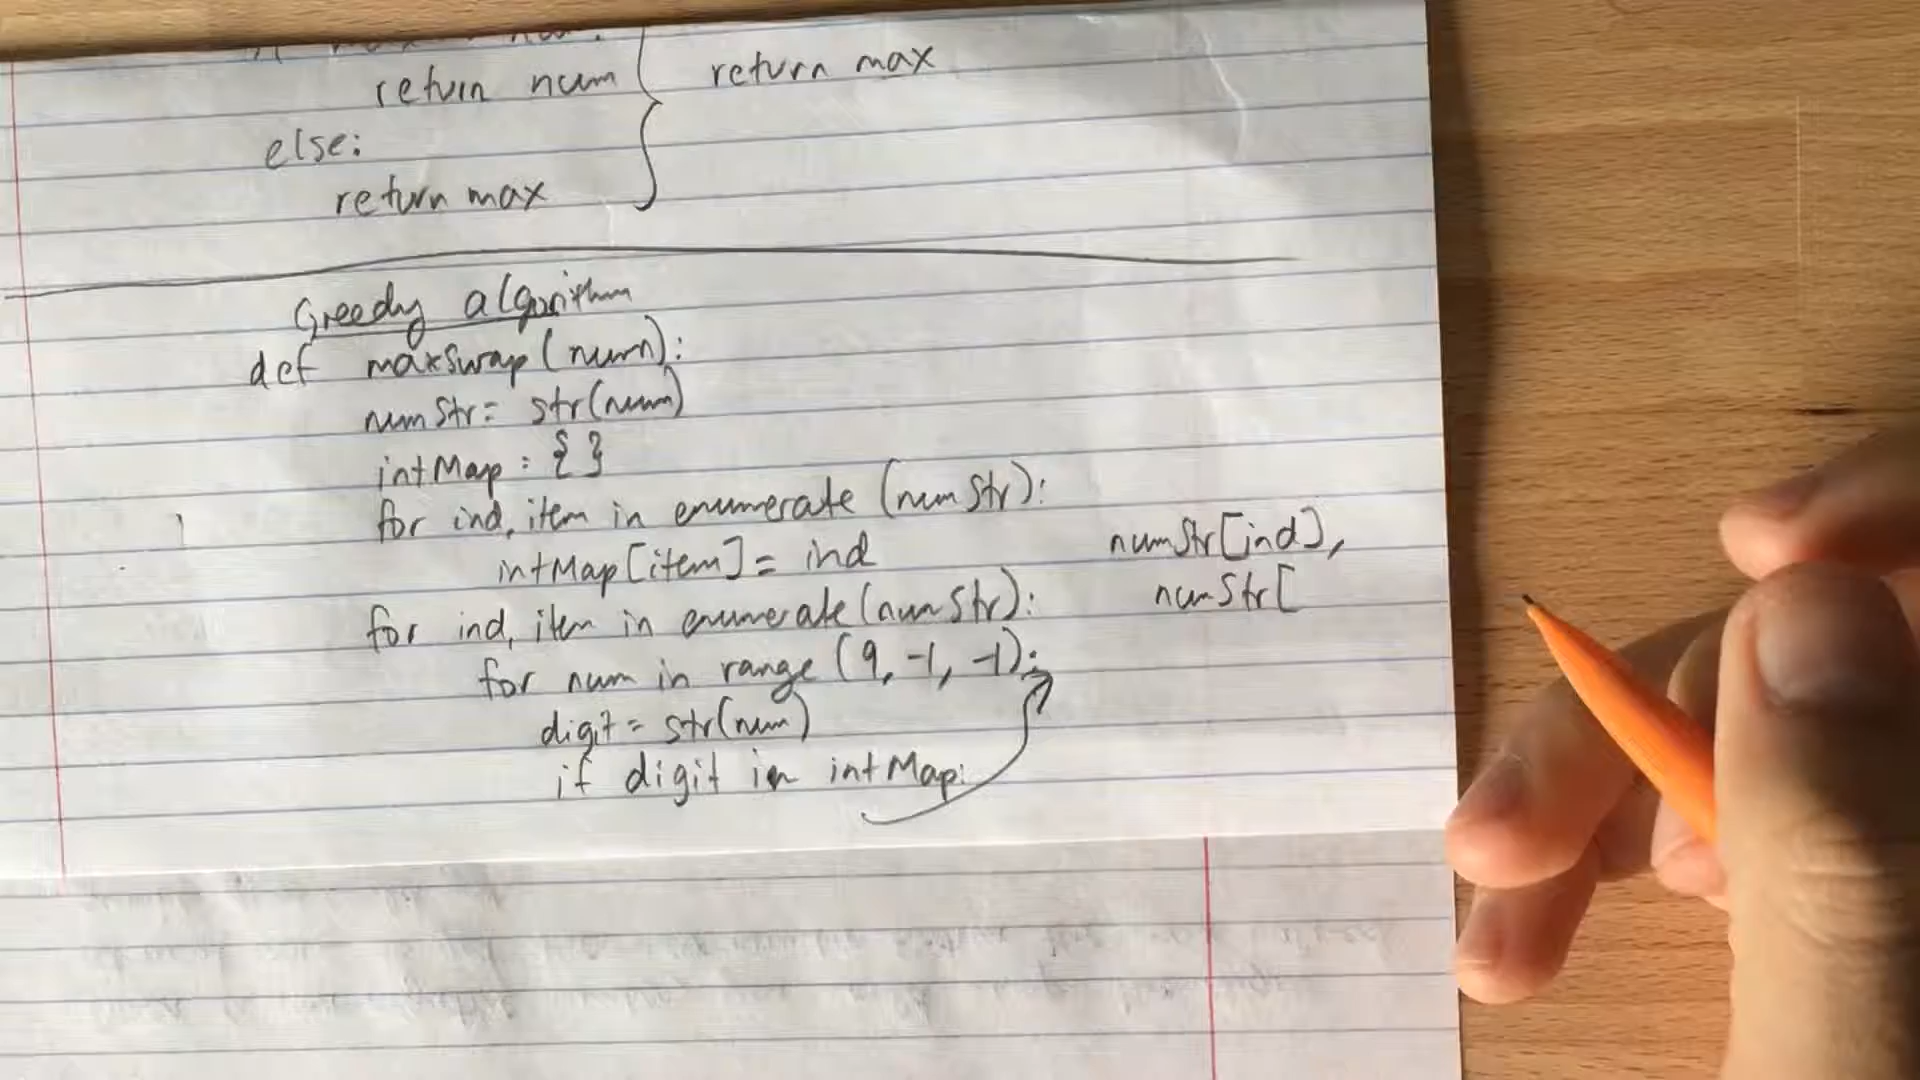 return num
return max
else:
return max
Greedy algorithm
def maxSwap(num):
numStr= str(num)
intMap = { }
for ind, item in enumerate (numStr):
intMap[item] = ind
numStr[ind],
for ind, item in enumerate (numStr):
numStr[
for num in range (9, -1, -1):
digit = str(num)
if digit in intMap: